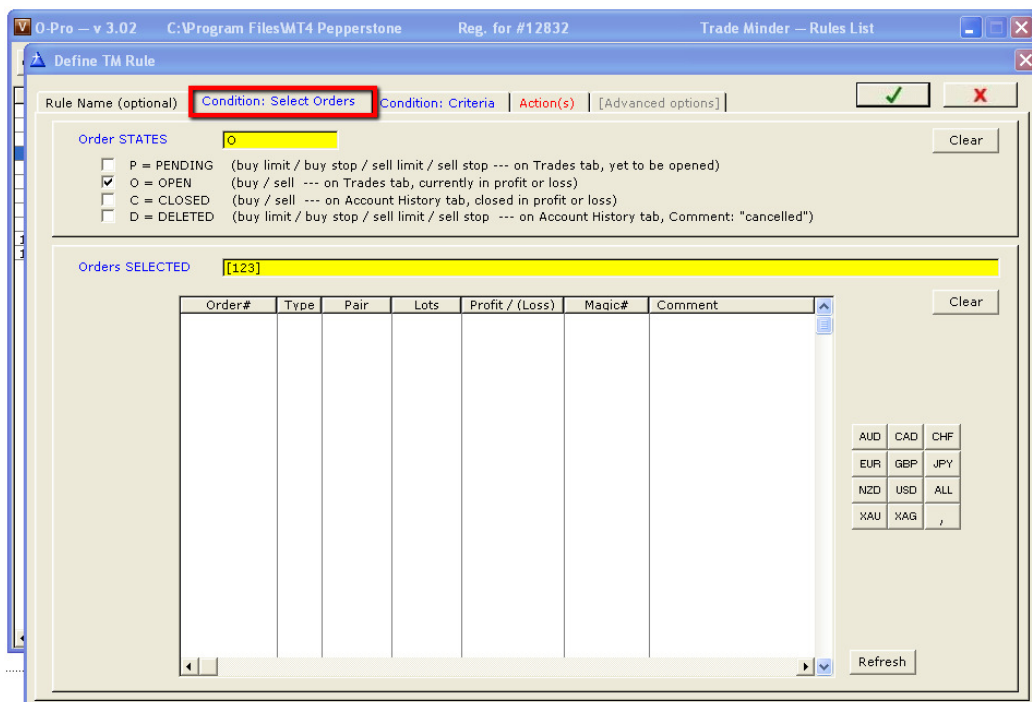 O-Pro — v 3.02 C:\Program Files\MT4 Pepperstone Reg. for #12832 Trade Minder — Rules List
Define TM Rule
Rule Name (optional) Condition: Select Orders Condition: Criteria Action(s) [Advanced options]
Order STATES O Clear
P = PENDING (buy limit / buy stop / sell limit / sell stop --- on Trades tab, yet to be opened)
O = OPEN (buy / sell --- on Trades tab, currently in profit or loss)
C = CLOSED (buy / sell --- on Account History tab, closed in profit or loss)
D = DELETED (buy limit / buy stop / sell limit / sell stop --- on Account History tab, Comment: "cancelled")
Orders SELECTED [123]
Order# Type Pair Lots Profit / (Loss) Magic# Comment Clear
AUD CAD CHF
EUR GBP JPY
NZD USD ALL
XAU XAG ,
Refresh